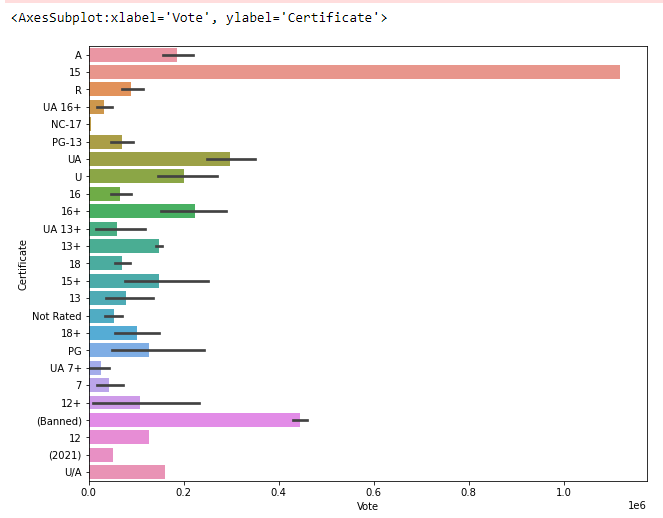 <AxesSubplot:xlabel='Vote', ylabel='Certificate'>
A
15
R
UA 16+
NC-17
PG-13
UA
U
16
16+
UA 13+
13+
18
15+
13
Not Rated
18+
PG
UA 7+
7
12+
(Banned)
12
(2021)
U/A
Certificate
0.0 0.2 0.4 0.6 0.8 1.0
1e6
Vote